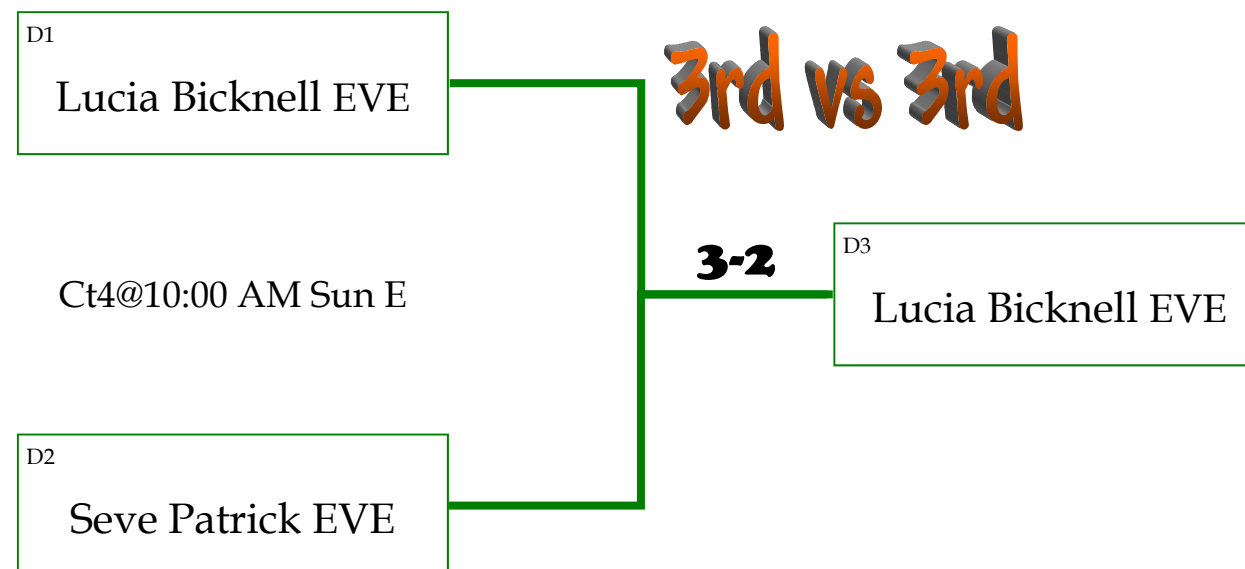 D1
Lucia Bicknell EVE
3rd vs 3rd
Ct4@10:00 AM Sun E
3-2
D3
Lucia Bicknell EVE
D2
Seve Patrick EVE